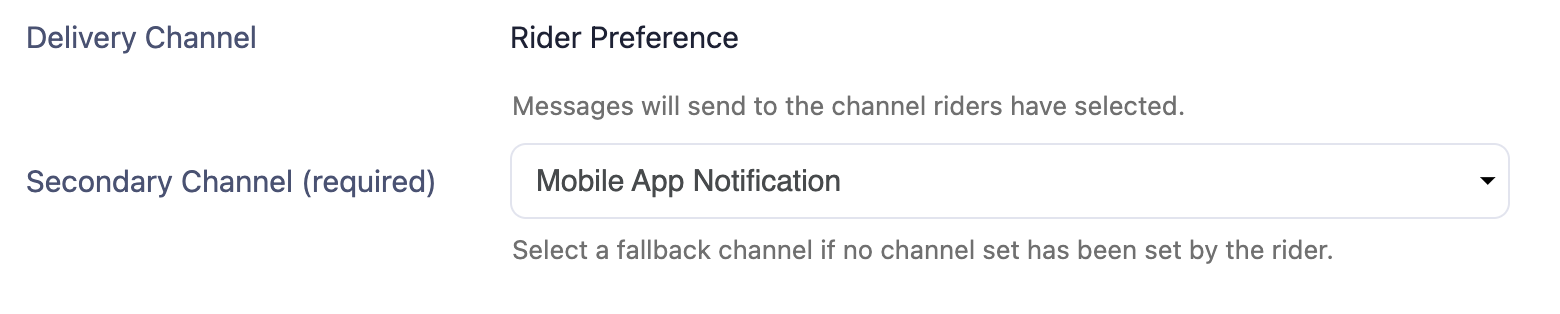 Delivery Channel Rider Preference
Messages will send to the channel riders have selected.
Secondary Channel (required) Mobile App Notification
Select a fallback channel if no channel set has been set by the rider.